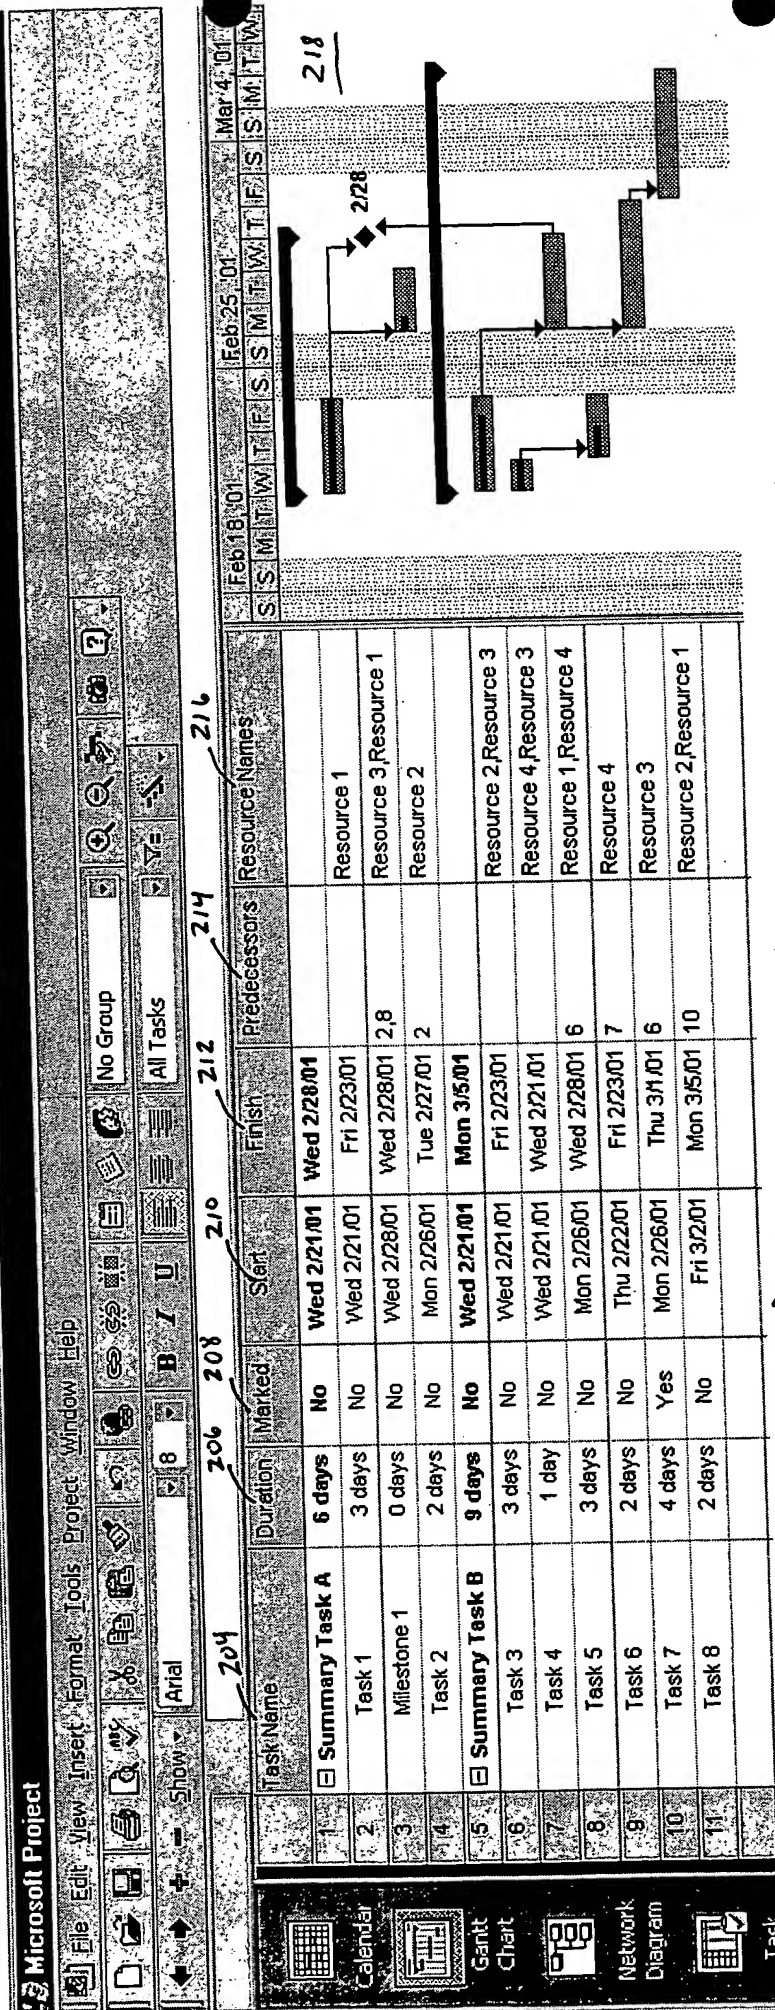 Microsoft Project
File Edit View Insert Format Tools Project Window Help
No Group
Show Arial 8 B I U All Tasks
204 206 208 210 212 214 216
Task Name Duration Marked Start Finish Predecessors Resource Names Feb 18, '01 Feb 25, '01 Mar 4, '01
S S M T W T F S S M T W T F S S M T W
1 Summary Task A 6 days No Wed 2/21/01 Wed 2/28/01
218
2 Task 1 3 days No Wed 2/21/01 Fri 2/23/01 Resource 1
3 Milestone 1 0 days No Wed 2/28/01 Wed 2/28/01 2,8 Resource 3,Resource 1 2/28
4 Task 2 2 days No Mon 2/26/01 Tue 2/27/01 2 Resource 2
5 Summary Task B 9 days No Wed 2/21/01 Mon 3/5/01
6 Task 3 3 days No Wed 2/21/01 Fri 2/23/01 Resource 2,Resource 3
7 Task 4 1 day No Wed 2/21/01 Wed 2/21/01 Resource 4,Resource 3
8 Task 5 3 days No Mon 2/26/01 Wed 2/28/01 6 Resource 1,Resource 4
9 Task 6 2 days No Thu 2/22/01 Fri 2/23/01 7 Resource 4
10 Task 7 4 days Yes Mon 2/26/01 Thu 3/1/01 6 Resource 3
11 Task 8 2 days No Fri 3/2/01 Mon 3/5/01 10 Resource 2,Resource 1
Calendar
Gantt
Chart
Network
Diagram
Task